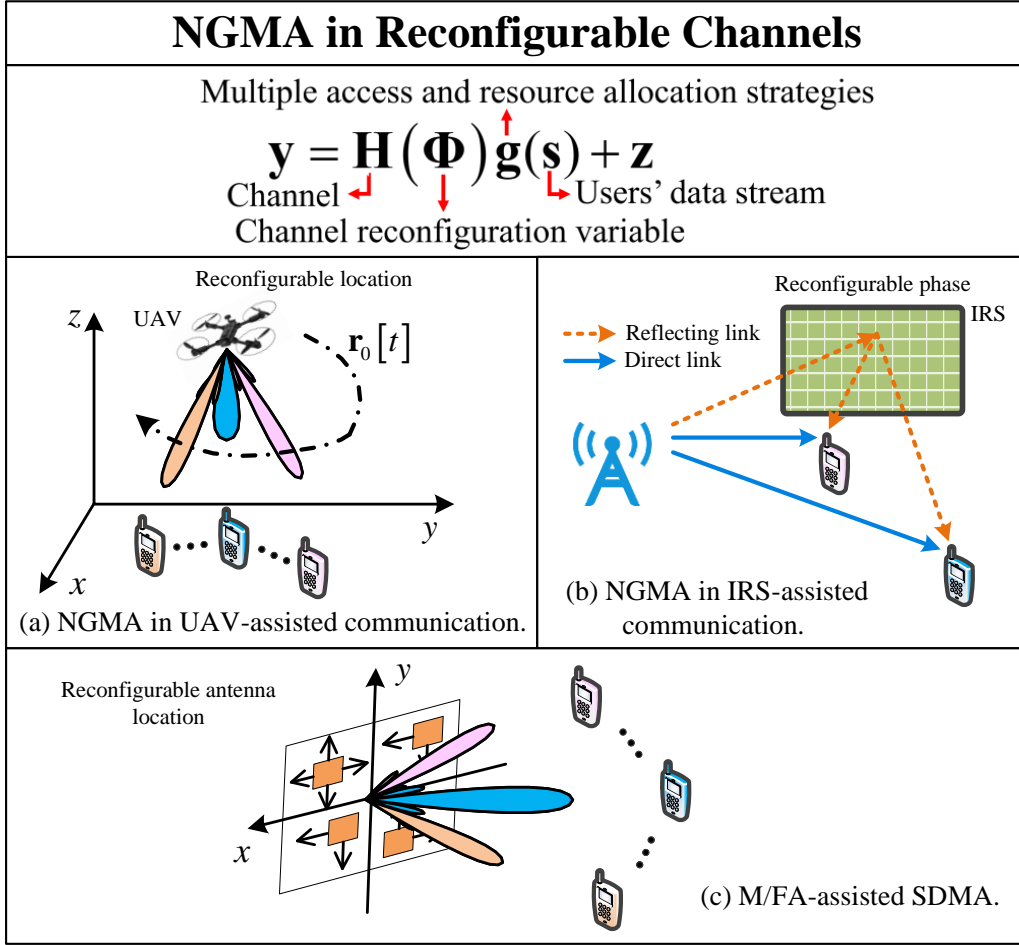 NGMA in Reconfigurable Channels
Multiple access and resource allocation strategies
y = H(Φ)g(s) + z
Channel
Users' data stream
Channel reconfiguration variable
Reconfigurable location
UAV
z
r₀[t]
y
x
(a) NGMA in UAV-assisted communication.
Reconfigurable phase
IRS
Reflecting link
Direct link
(b) NGMA in IRS-assisted
communication.
Reconfigurable antenna
location
y
x
(c) M/FA-assisted SDMA.